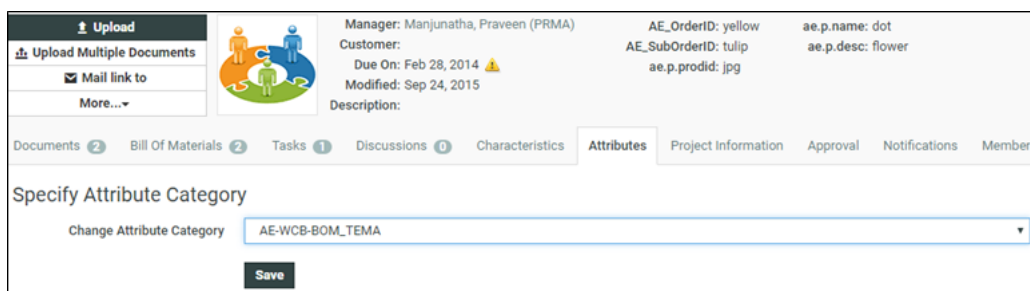 Upload
Upload Multiple Documents
Mail link to
More...
Manager: Manjunatha, Praveen (PRMA)
Customer:
Due On: Feb 28, 2014
Modified: Sep 24, 2015
Description:
AE_OrderID: yellow
AE_SubOrderID: tulip
ae.p.prodid: jpg
ae.p.name: dot
ae.p.desc: flower
Documents 2 Bill Of Materials 2 Tasks 1 Discussions 0 Characteristics Attributes Project Information Approval Notifications Member
Specify Attribute Category
Change Attribute Category AE-WCB-BOM_TEMA
Save